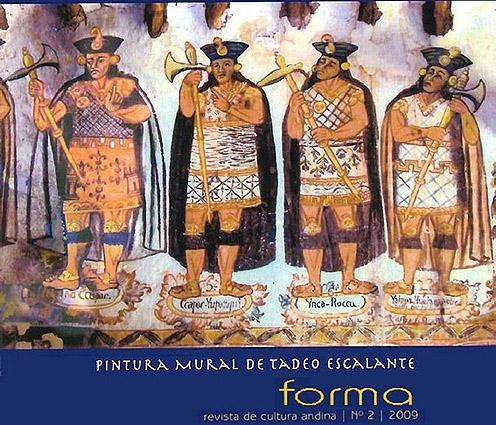 (Capac-Yupanqui)
(Ynca-Rocca)
PINTURA MURAL DE TADEO ESCALANTE
forma
revista de cultura andina | Nº 2 | 2009